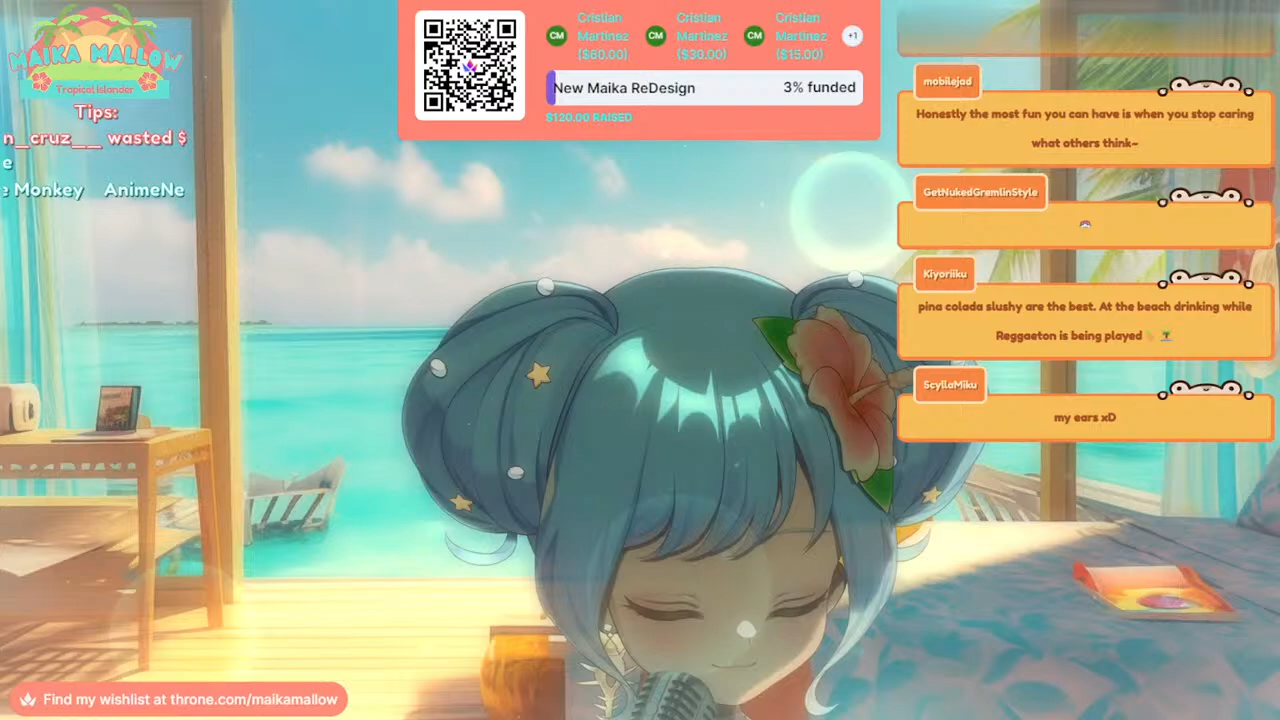 MAIKA MALLOW
Tropical Islander
Tips:
n_cruz__ wasted $
e
e Monkey AnimeNe
CM
Cristian
Martinez
($60.00)
CM
Cristian
Martinez
($30.00)
CM
Cristian
Martinez
($15.00)
+1
New Maika ReDesign 3% funded
$120.00 RAISED
mobilejad
Honestly the most fun you can have is when you stop caring
what others think~
GetNukedGremlinStyle
Kiyoriiku
pina colada slushy are the best. At the beach drinking while
Reggaeton is being played
ScyllaMiku
my ears xD
Find my wishlist at throne.com/maikamallow